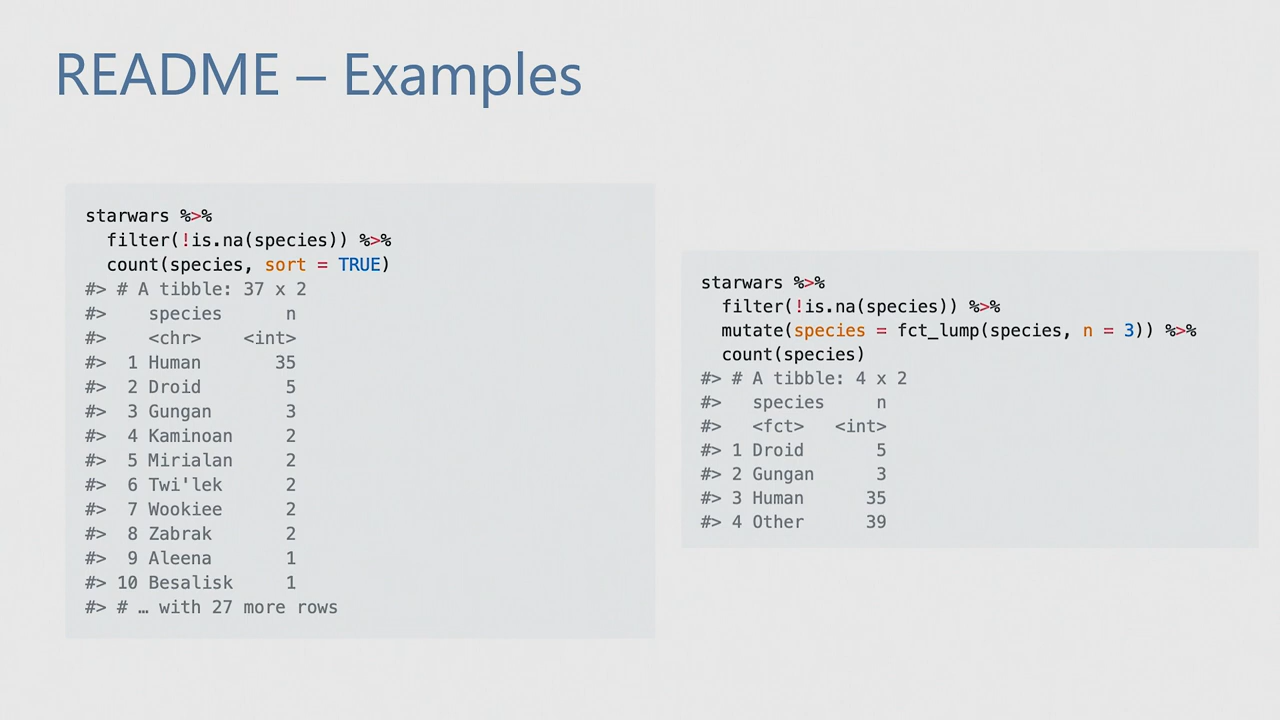 README – Examples
starwars %>%
  filter(!is.na(species)) %>%
  count(species, sort = TRUE)
#> # A tibble: 37 x 2
#>    species      n
#>    <chr>    <int>
#>  1 Human       35
#>  2 Droid        5
#>  3 Gungan       3
#>  4 Kaminoan     2
#>  5 Mirialan     2
#>  6 Twi'lek      2
#>  7 Wookiee      2
#>  8 Zabrak       2
#>  9 Aleena       1
#> 10 Besalisk     1
#> # … with 27 more rows
starwars %>%
  filter(!is.na(species)) %>%
  mutate(species = fct_lump(species, n = 3)) %>%
  count(species)
#> # A tibble: 4 x 2
#>   species     n
#>   <fct>   <int>
#> 1 Droid       5
#> 2 Gungan      3
#> 3 Human      35
#> 4 Other      39